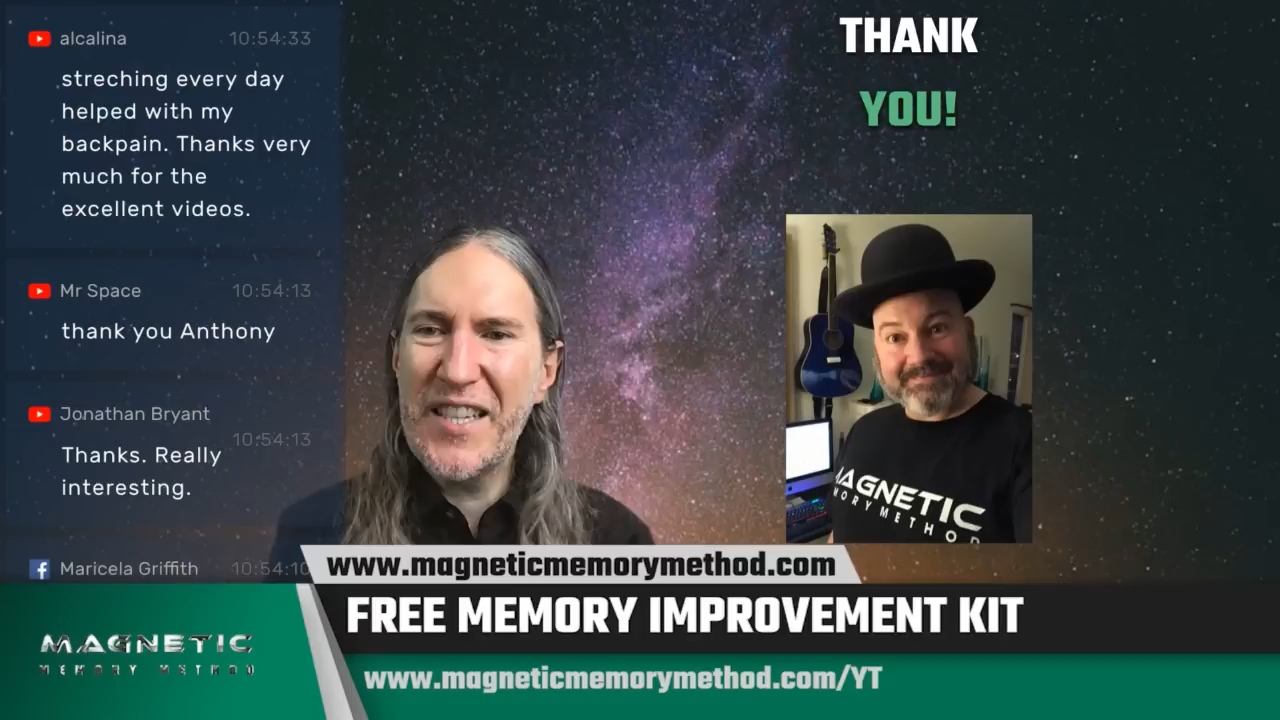 alcalina 10:54:33
streching every day
helped with my
backpain. Thanks very
much for the
excellent videos.
Mr Space 10:54:13
thank you Anthony
Jonathan Bryant
10:54:13
Thanks. Really
interesting.
Maricela Griffith 10:54:10
THANK
YOU!
MAGNETIC
MORY METHOD
www.magneticmemorymethod.com
FREE MEMORY IMPROVEMENT KIT
www.magneticmemorymethod.com/YT
MAGNETIC
MEMORY METHOD